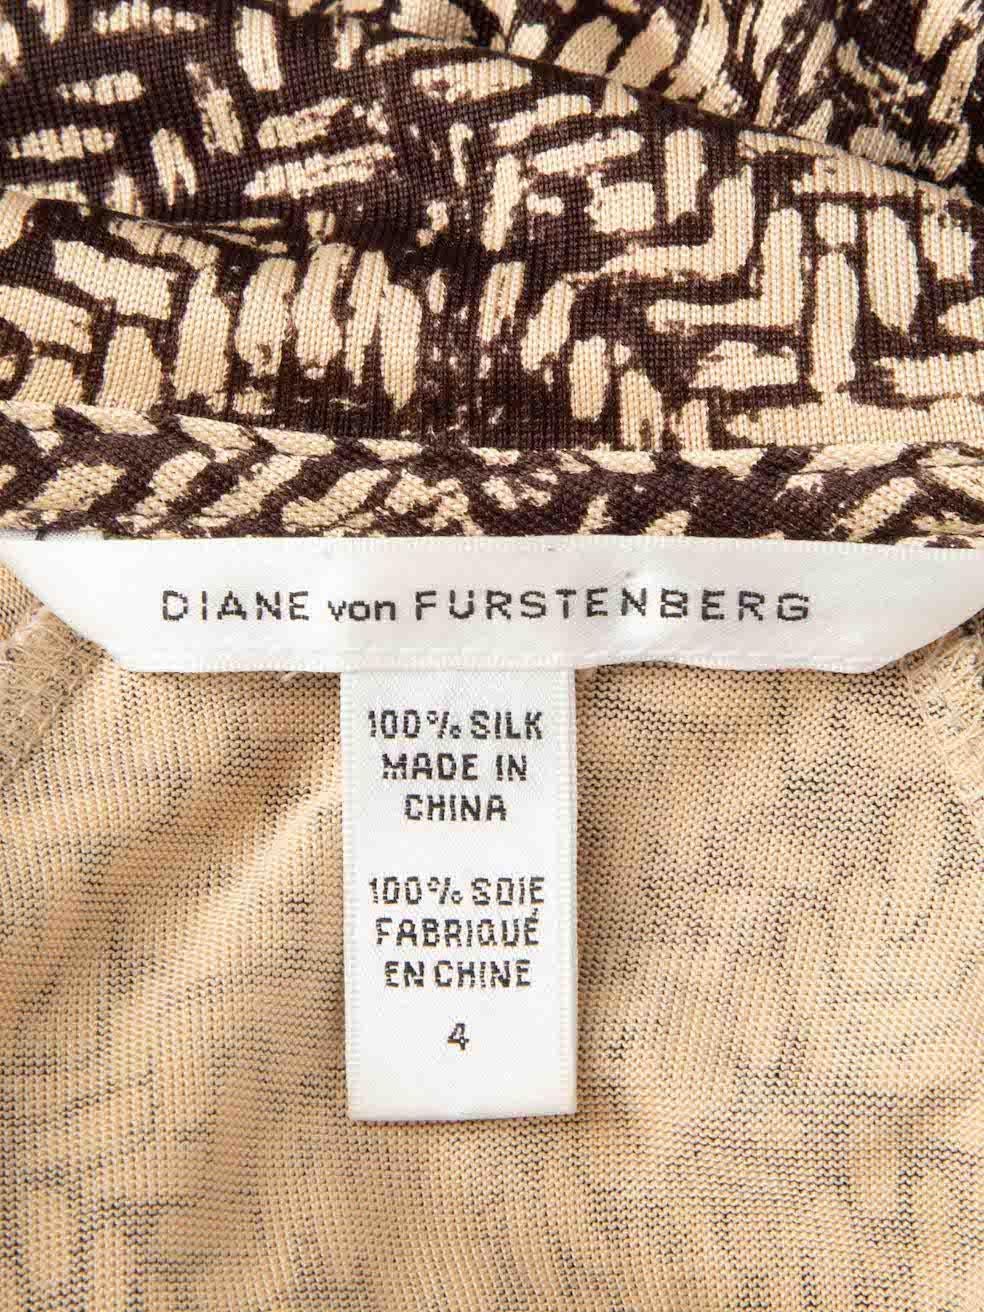 DIANE von FURSTENBERG
100% SILK
MADE IN
CHINA
100% SOIE
FABRIQUÉ
EN CHINE
4